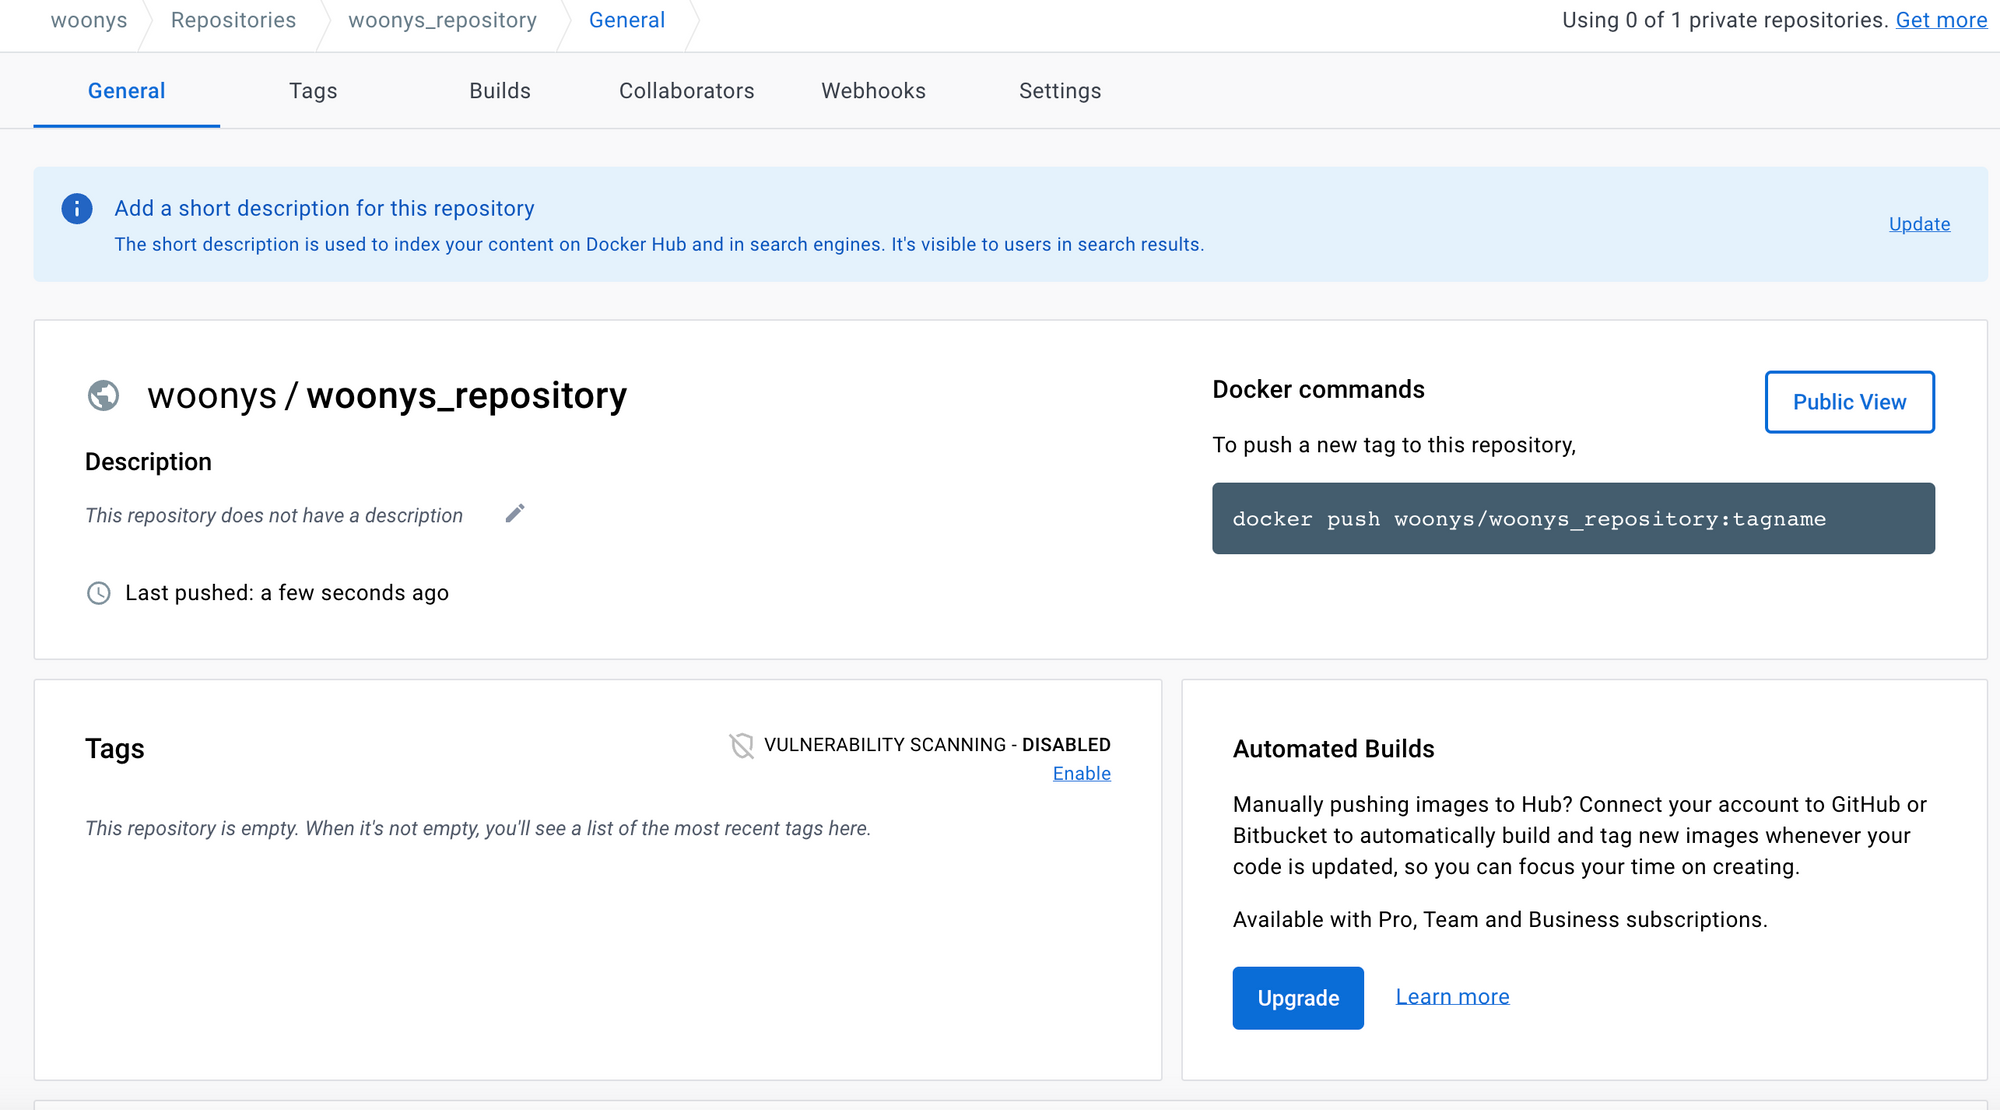 woonys Repositories woonys_repository General Using 0 of 1 private repositories. Get more
General Tags Builds Collaborators Webhooks Settings
Add a short description for this repository
The short description is used to index your content on Docker Hub and in search engines. It's visible to users in search results.
Update
woonys / woonys_repository
Description
This repository does not have a description
Last pushed: a few seconds ago
Docker commands
Public View
To push a new tag to this repository,
docker push woonys/woonys_repository:tagname
Tags
VULNERABILITY SCANNING - DISABLED
Enable
This repository is empty. When it's not empty, you'll see a list of the most recent tags here.
Automated Builds
Manually pushing images to Hub? Connect your account to GitHub or
Bitbucket to automatically build and tag new images whenever your
code is updated, so you can focus your time on creating.
Available with Pro, Team and Business subscriptions.
Upgrade Learn more